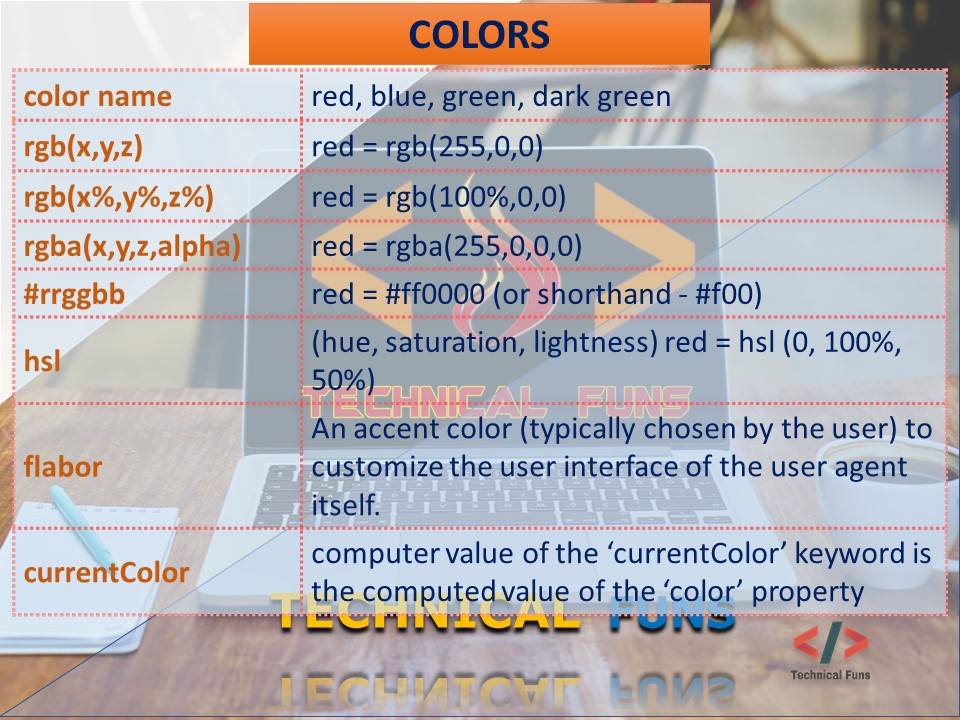 COLORS
color name
red, blue, green, dark green
rgb(x,y,z)
red = rgb(255,0,0)
rgb(x%,y%,z%)
red = rgb(100%,0,0)
rgba(x,y,z,alpha)
red = rgba(255,0,0,0)
#rrggbb
red = #ff0000 (or shorthand - #f00)
hsl
(hue, saturation, lightness) red = hsl (0, 100%,
50%)
TECHNICAL FUNS
flabor
An accent color (typically chosen by the user) to
customize the user interface of the user agent
itself.
currentColor
computer value of the ‘currentColor’ keyword is
the computed value of the ‘color’ property
TECHNICAL FUNS
</>
Technical Funs
TECHNICAL FUNS